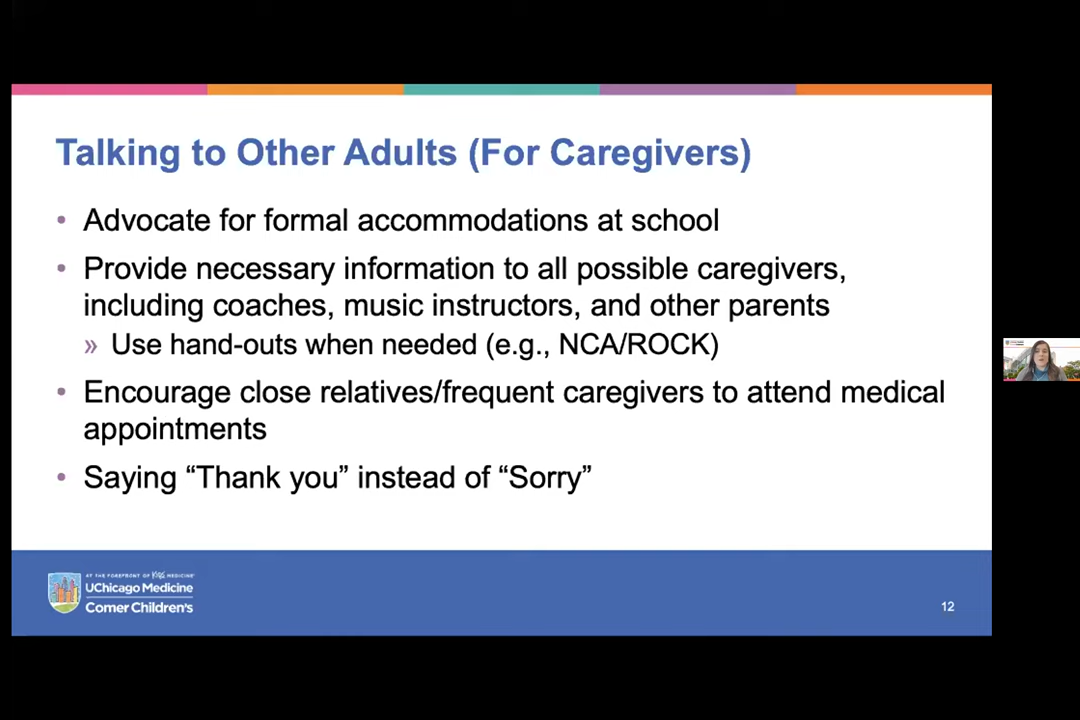 Talking to Other Adults (For Caregivers)
• Advocate for formal accommodations at school
• Provide necessary information to all possible caregivers,
including coaches, music instructors, and other parents
» Use hand-outs when needed (e.g., NCA/ROCK)
• Encourage close relatives/frequent caregivers to attend medical
appointments
• Saying “Thank you” instead of “Sorry”
AT THE FOREFRONT OF Kids MEDICINE
UChicago Medicine
Comer Children's
12